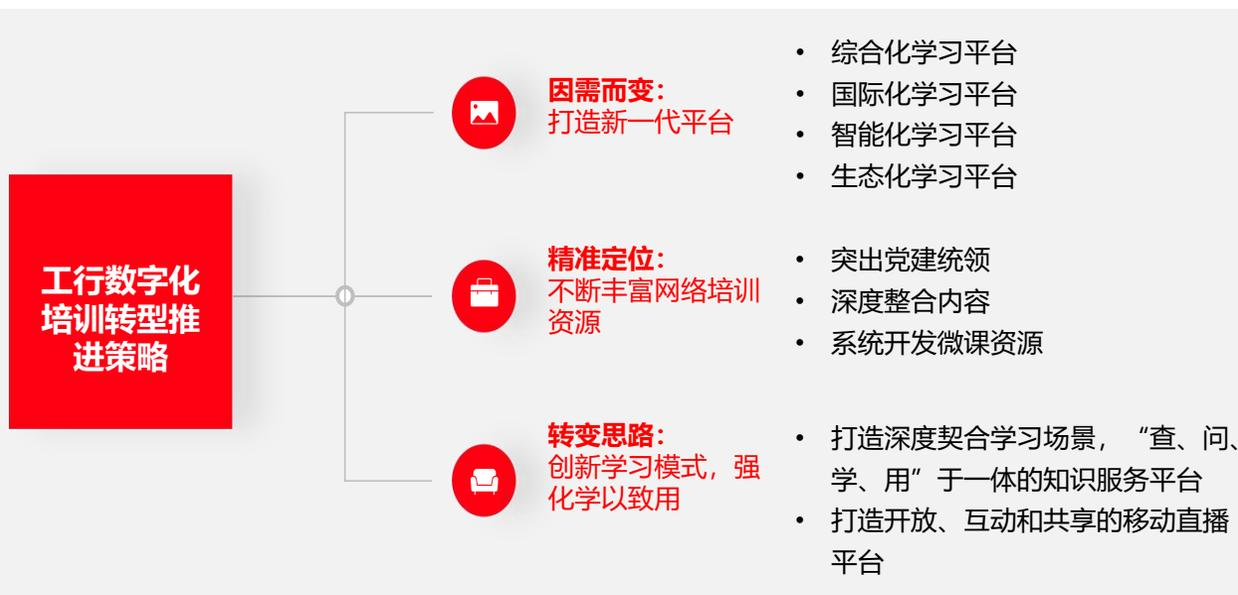 工行数字化
培训转型推
进策略
因需而变：
打造新一代平台
• 综合化学习平台
• 国际化学习平台
• 智能化学习平台
• 生态化学习平台
精准定位：
不断丰富网络培训
资源
• 突出党建统领
• 深度整合内容
• 系统开发微课资源
转变思路：
创新学习模式，强
化学以致用
• 打造深度契合学习场景，“查、问、
学、用”于一体的知识服务平台
• 打造开放、互动和共享的移动直播
平台